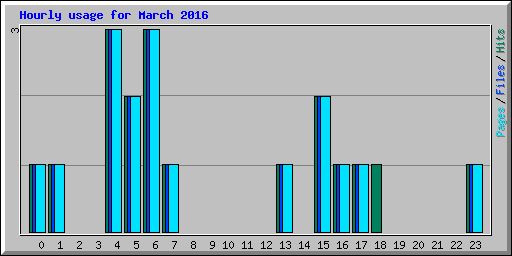 Hourly usage for March 2016
3
Pages/Files/Hits
0 1 2 3 4 5 6 7 8 9 10 11 12 13 14 15 16 17 18 19 20 21 22 23